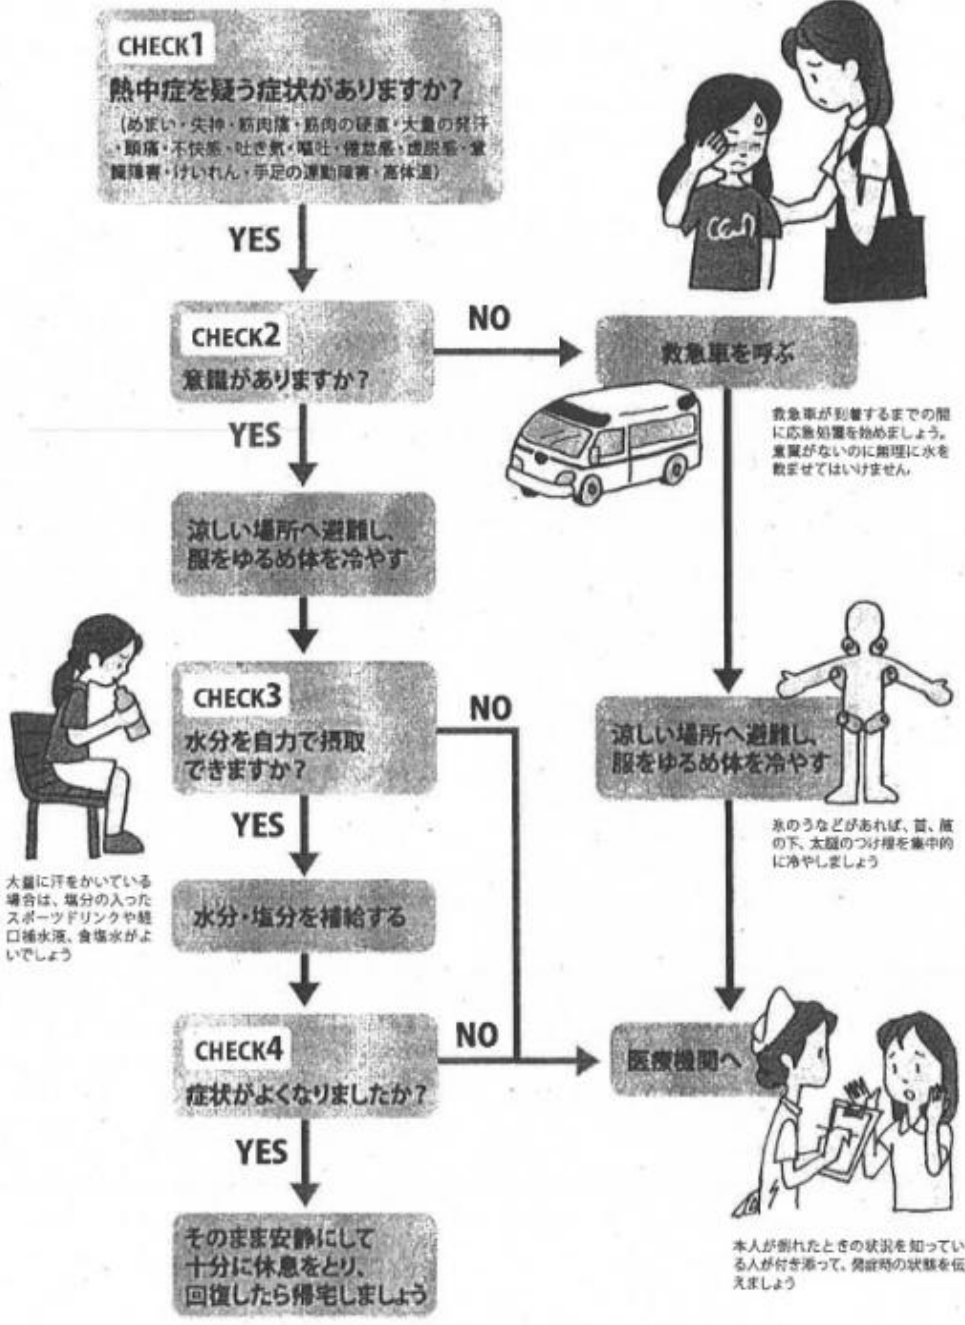 CHECK1
熱中症を疑う症状がありますか？
(めまい・失神・筋肉痛・筋肉の硬直・大量の発汗
・頭痛・不快感・吐き気・嘔吐・倦怠感・虚脱感・意
識障害・けいれん・手足の運動障害・高体温)
YES
CHECK2
意識がありますか？
NO
救急車を呼ぶ
救急車が到着するまでの間
に応急処置を始めましょう。
意識がないのに無理に水を
飲ませてはいけません
YES
涼しい場所へ避難し、
服をゆるめ体を冷やす
CHECK3
水分を自力で摂取
できますか？
NO
涼しい場所へ避難し、
服をゆるめ体を冷やす
氷のうなどがあれば、首、腋
の下、太腿のつけ根を集中的
に冷やしましょう
YES
大量に汗をかいている
場合は、塩分の入った
スポーツドリンクや経
口補水液、食塩水がよ
いでしょう
水分・塩分を補給する
CHECK4
症状がよくなりましたか？
NO
医療機関へ
YES
そのまま安静にして
十分に休息をとり、
回復したら帰宅しましょう
本人が倒れたときの状況を知ってい
る人が付き添って、発症時の状態を伝
えましょう